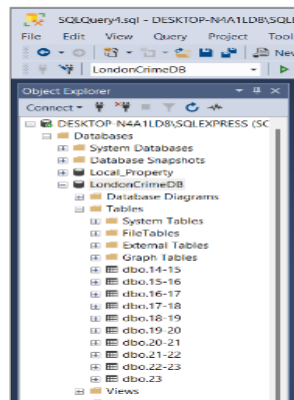 SQLQuery4.sql - DESKTOP-N4A1LD8\SQLE
File Edit View Query Project Tool
New
LondonCrimeDB
Object Explorer
Connect
DESKTOP-N4A1LD8\SQLEXPRESS (SC
Databases
System Databases
Database Snapshots
Local_Property
LondonCrimeDB
Database Diagrams
Tables
System Tables
FileTables
External Tables
Graph Tables
dbo.14-15
dbo.15-16
dbo.16-17
dbo.17-18
dbo.18-19
dbo.19-20
dbo.20-21
dbo.21-22
dbo.22-23
dbo.23
Views